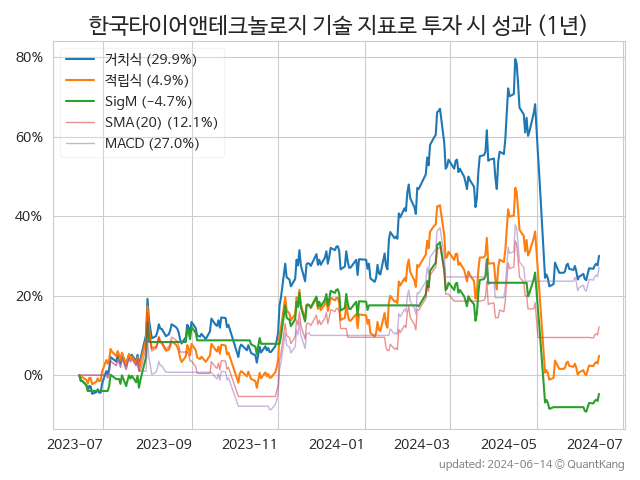 한국타이어앤테크놀로지 기술 지표로 투자 시 성과 (1년)
80%
60%
40%
20%
0%
거치식 (29.9%)
적립식 (4.9%)
SigM (-4.7%)
SMA(20) (12.1%)
MACD (27.0%)
2023-07 2023-09 2023-11 2024-01 2024-03 2024-05 2024-07
updated: 2024-06-14 © QuantKang